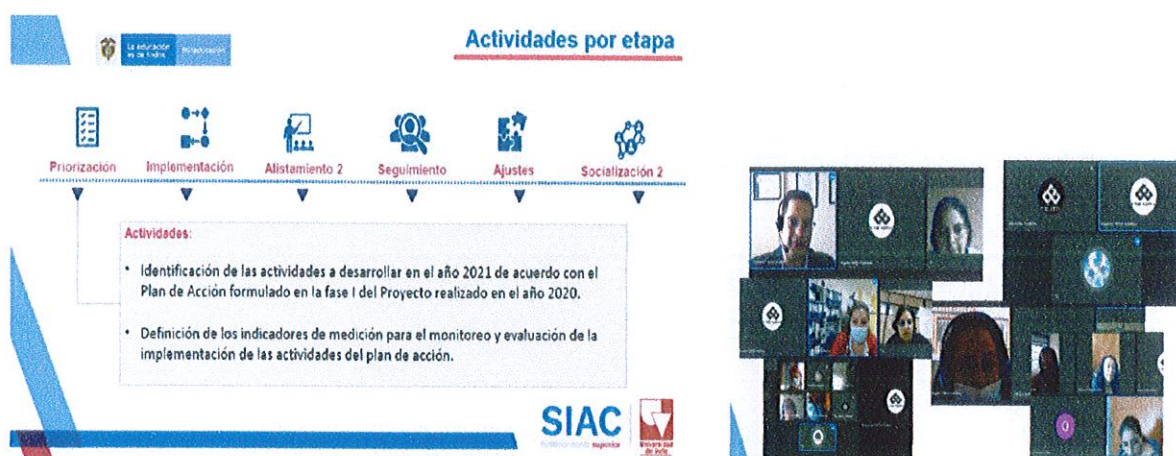 Actividades por etapa
La educación
es de todos
Mineducación
Priorización
Implementación
Alistamiento 2
Seguimiento
Ajustes
Socialización 2
Actividades:
• Identificación de las actividades a desarrollar en el año 2021 de acuerdo con el
Plan de Acción formulado en la fase I del Proyecto realizado en el año 2020.
• Definición de los indicadores de medición para el monitoreo y evaluación de la
implementación de las actividades del plan de acción.
SIAC
Universidad
del Valle
O